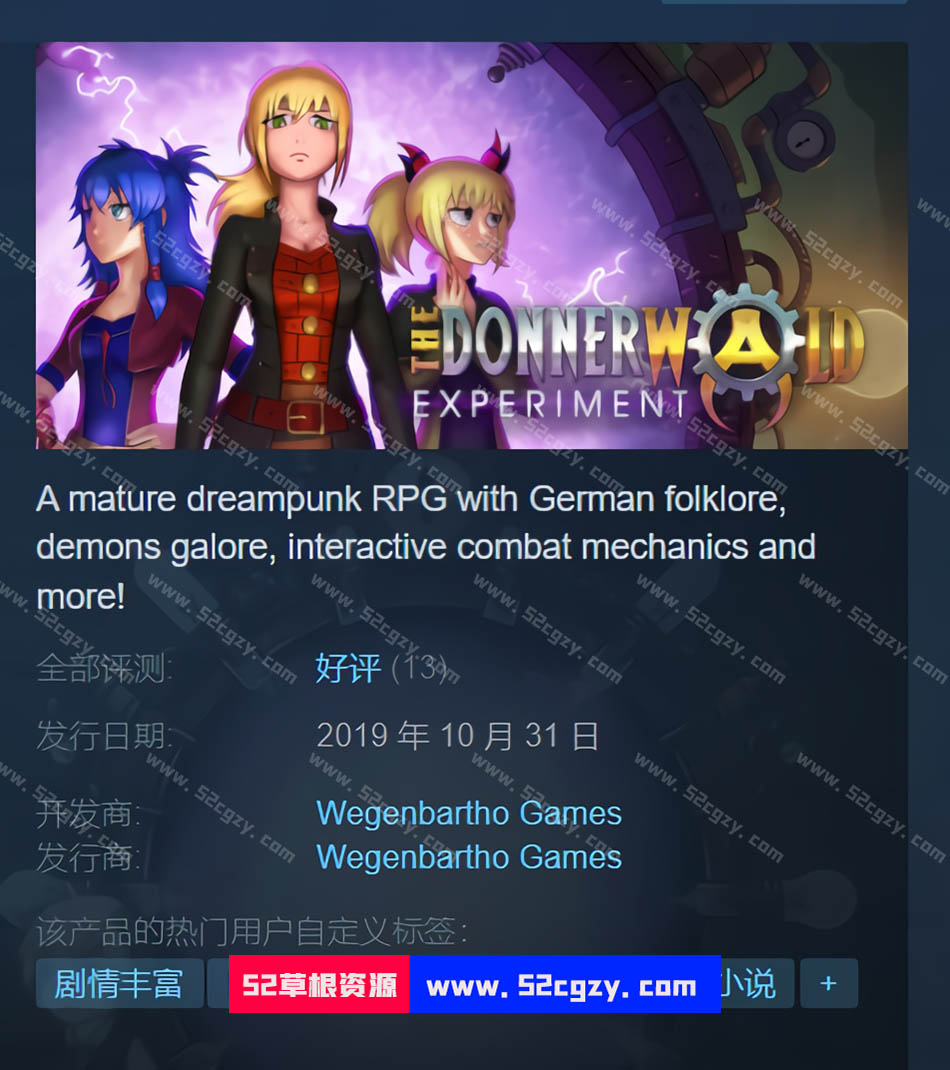 THE DONNERWALD
EXPERIMENT
A mature dreampunk RPG with German folklore,
demons galore, interactive combat mechanics and
more!
全部评测: 好评 (13)
发行日期: 2019 年 10 月 31 日
开发商: Wegenbartho Games
发行商: Wegenbartho Games
该产品的热门用户自定义标签:
剧情丰富 52草根资源 www.52cgzy.com 小说 +